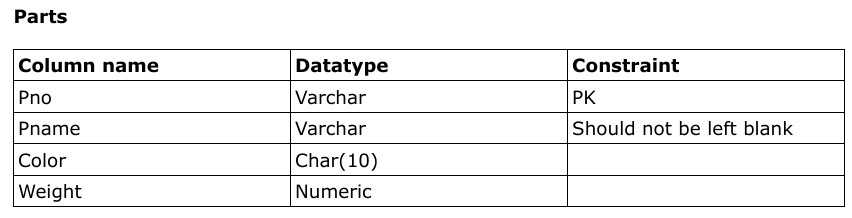 Parts
Column name Datatype Constraint
Pno Varchar PK
Pname Varchar Should not be left blank
Color Char(10)
Weight Numeric